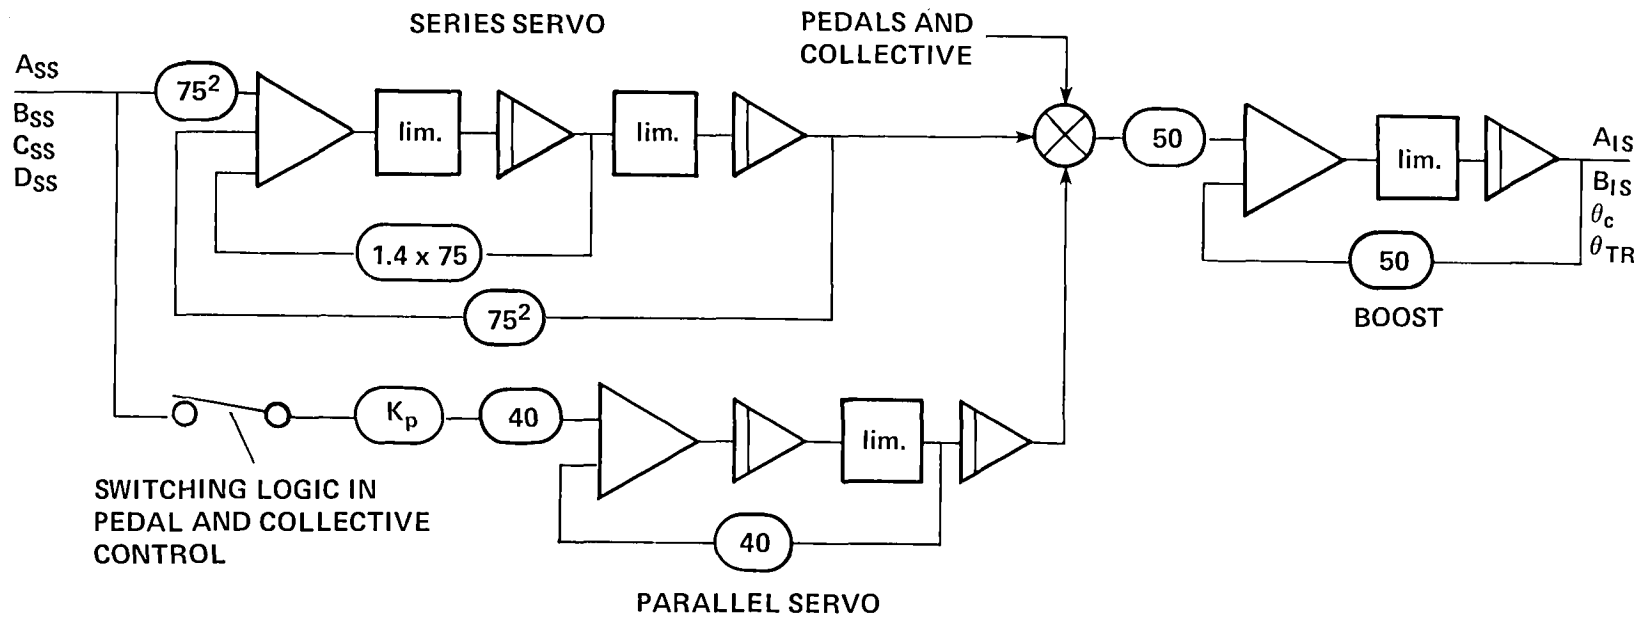 SERIES SERVO
PEDALS AND
COLLECTIVE
ASS
BSS
CSS
DSS
75²
lim.
lim.
1.4 x 75
75²
50
lim.
50
BOOST
AIS
BIS
θc
θTR
SWITCHING LOGIC IN
PEDAL AND COLLECTIVE
CONTROL
Kp
40
lim.
40
PARALLEL SERVO